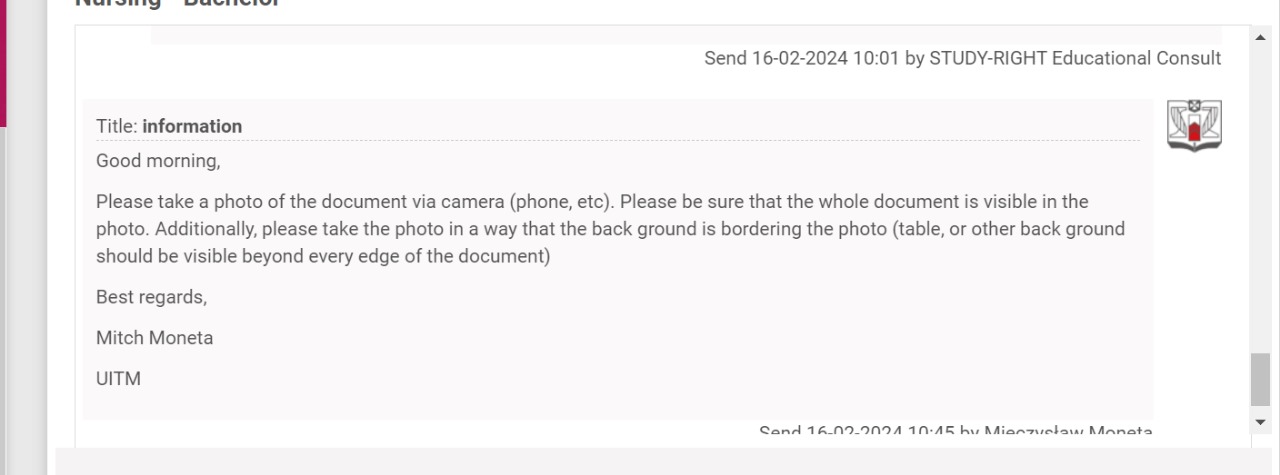 Nursing - Bachelor
Send 16-02-2024 10:01 by STUDY-RIGHT Educational Consult
Title: information
Good morning,
Please take a photo of the document via camera (phone, etc). Please be sure that the whole document is visible in the
photo. Additionally, please take the photo in a way that the back ground is bordering the photo (table, or other back ground
should be visible beyond every edge of the document)
Best regards,
Mitch Moneta
UITM
Send 16-02-2024 10:45 by Mieczysław Moneta